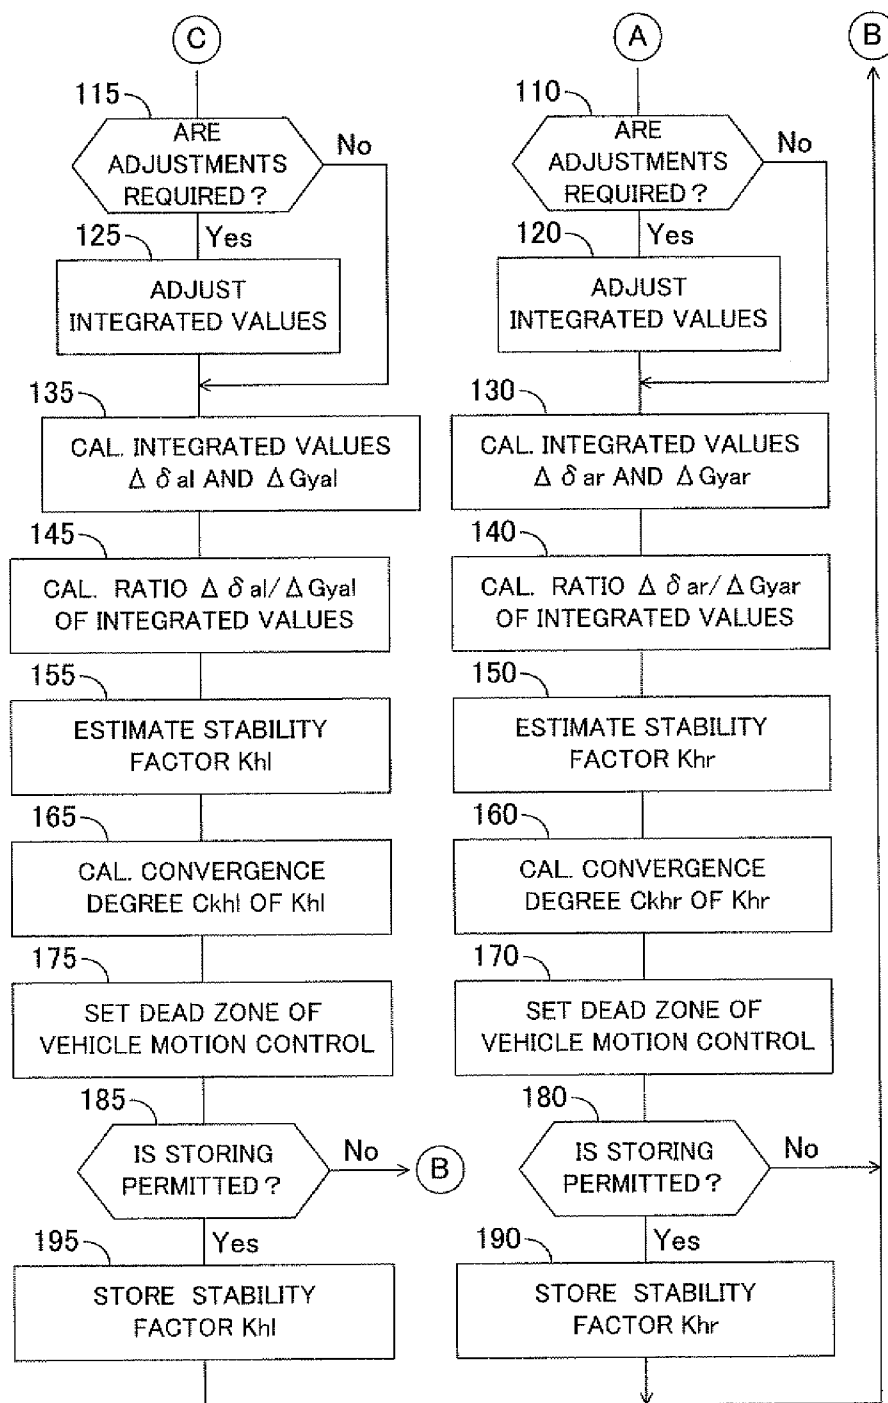 C
115
ARE
ADJUSTMENTS
REQUIRED?
No
Yes
125
ADJUST
INTEGRATED VALUES
135
CAL. INTEGRATED VALUES
Δ δ al AND Δ Gyal
145
CAL. RATIO Δ δ al/Δ Gyal
OF INTEGRATED VALUES
155
ESTIMATE STABILITY
FACTOR Khl
165
CAL. CONVERGENCE
DEGREE Ckhl OF Khl
175
SET DEAD ZONE OF
VEHICLE MOTION CONTROL
185
IS STORING
PERMITTED?
No
B
Yes
195
STORE STABILITY
FACTOR Khl
A
110
ARE
ADJUSTMENTS
REQUIRED?
No
Yes
120
ADJUST
INTEGRATED VALUES
130
CAL. INTEGRATED VALUES
Δ δ ar AND Δ Gyar
140
CAL. RATIO Δ δ ar/Δ Gyar
OF INTEGRATED VALUES
150
ESTIMATE STABILITY
FACTOR Khr
160
CAL. CONVERGENCE
DEGREE Ckhr OF Khr
170
SET DEAD ZONE OF
VEHICLE MOTION CONTROL
180
IS STORING
PERMITTED?
No
Yes
190
STORE STABILITY
FACTOR Khr
B